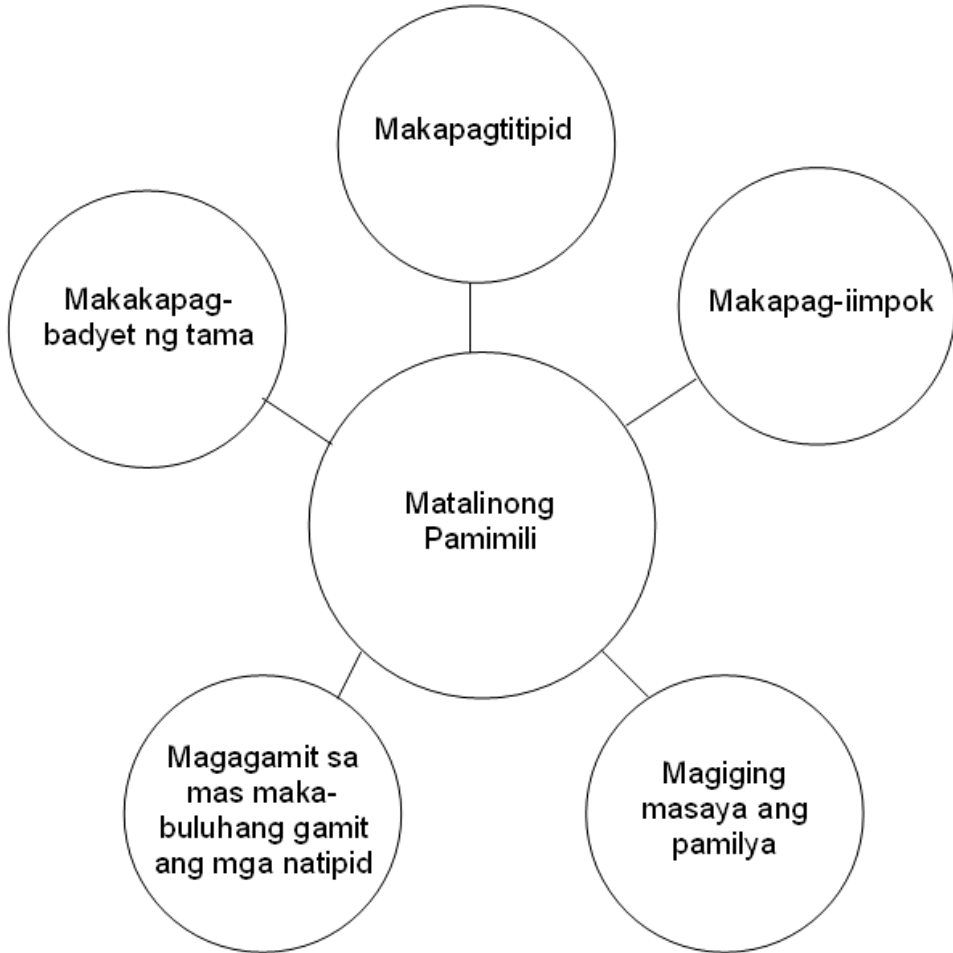 Makapagtitipid
Makakapag-
badyet ng tama
Makapag-iimpok
Matalinong
Pamimili
Magagamit sa
mas maka-
buluhang gamit
ang mga natipid
Magiging
masaya ang
pamilya